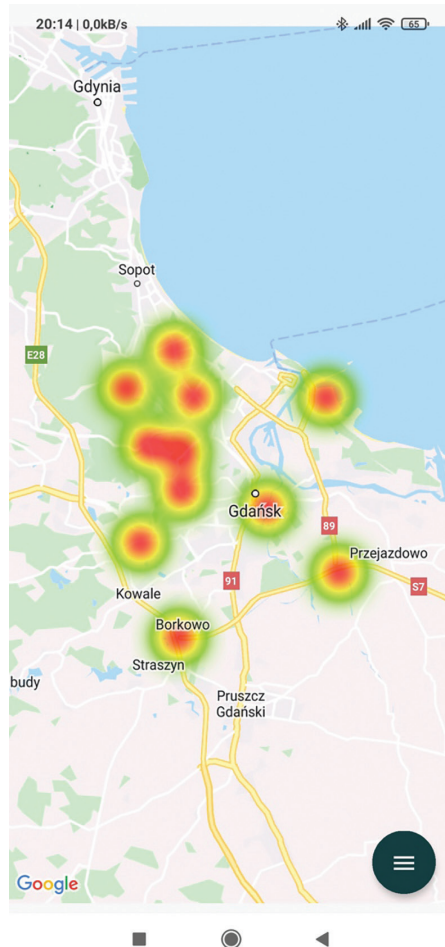 20:14 | 0,0kB/s
65
Gdynia
Sopot
E28
Gdańsk
89
Przejazdowo
91
S7
Kowale
Borkowo
Straszyn
budy
Pruszcz
Gdański
Google